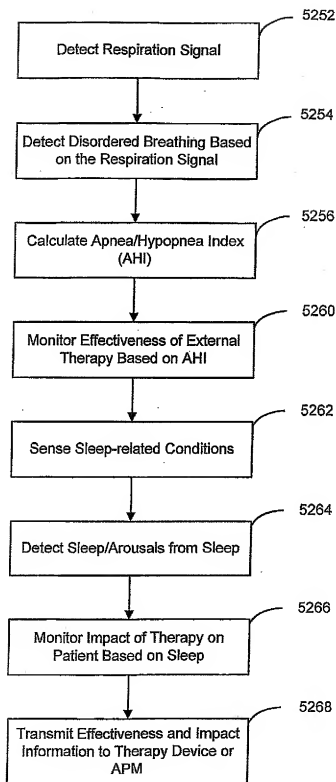 5252
Detect Respiration Signal
5254
Detect Disordered Breathing Based
on the Respiration Signal
5256
Calculate Apnea/Hypopnea Index
(AHI)
5260
Monitor Effectiveness of External
Therapy Based on AHI
5262
Sense Sleep-related Conditions
5264
Detect Sleep/Arousals from Sleep
5266
Monitor Impact of Therapy on
Patient Based on Sleep
5268
Transmit Effectiveness and Impact
Information to Therapy Device or
APM